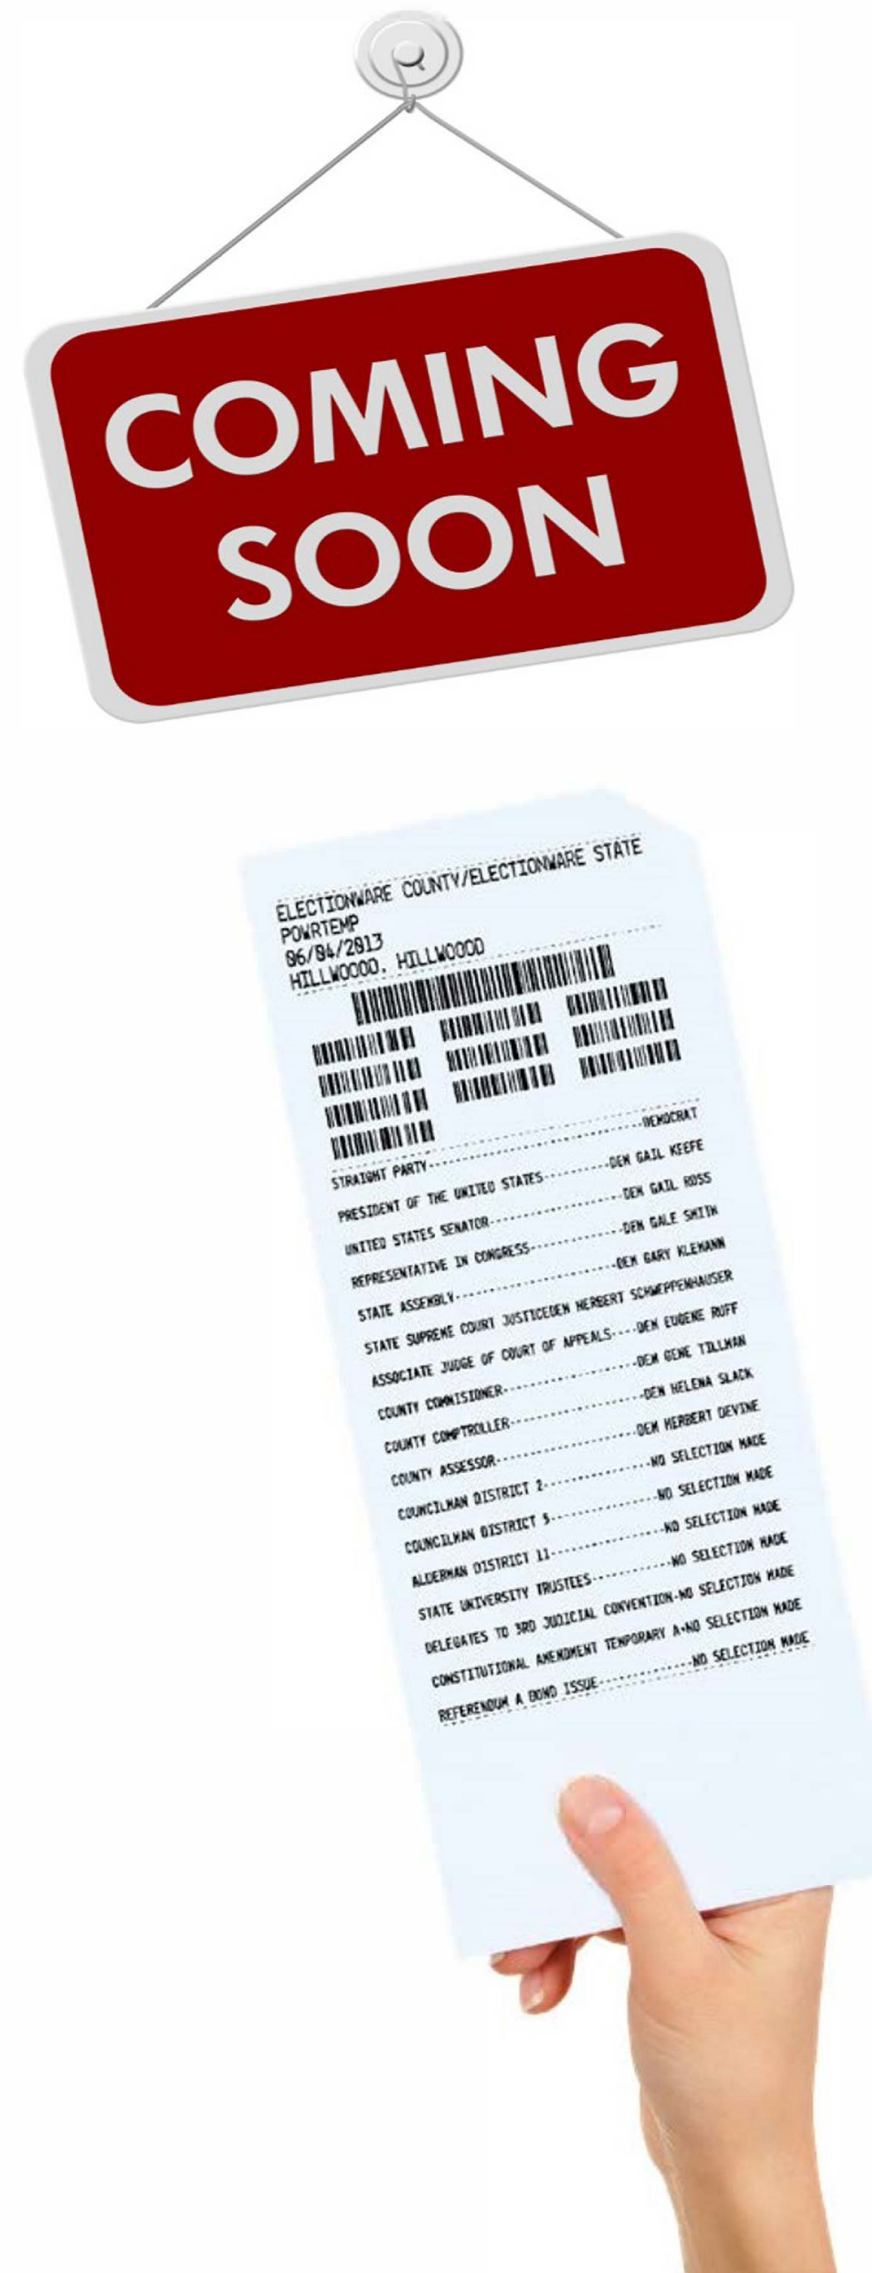 COMING
SOON
ELECTIONWARE COUNTY/ELECTIONWARE STATE
POWRTEMP
06/04/2013
HILLWOOOD, HILLWOOOD
STRAIGHT PARTY--------------------------------DEMOCRAT
PRESIDENT OF THE UNITED STATES----------DEM GAIL KEEFE
UNITED STATES SENATOR--------------------DEM GAIL ROSS
REPRESENTATIVE IN CONGRESS--------------DEM GALE SMITH
STATE ASSEMBLY------------------------DEM GARY KLEMANN
STATE SUPREME COURT JUSTICEDEM HERBERT SCHWEPPENHAUSER
ASSOCIATE JUDGE OF COURT OF APPEALS----DEM EUGENE RUFF
COUNTY COMMISIONER--------------------DEM GENE TILLMAN
COUNTY COMPTROLLER--------------------DEM HELENA SLACK
COUNTY ASSESSOR---------------------DEM HERBERT DEVINE
COUNCILMAN DISTRICT 2----------------NO SELECTION MADE
COUNCILMAN DISTRICT 5----------------NO SELECTION MADE
ALDERMAN DISTRICT 11-----------------NO SELECTION MADE
STATE UNIVERSITY TRUSTEES------------NO SELECTION MADE
DELEGATES TO 3RD JUDICIAL CONVENTION-NO SELECTION MADE
CONSTITUTIONAL AMENDMENT TEMPORARY A-NO SELECTION MADE
REFERENDUM A BOND ISSUE--------------NO SELECTION MADE